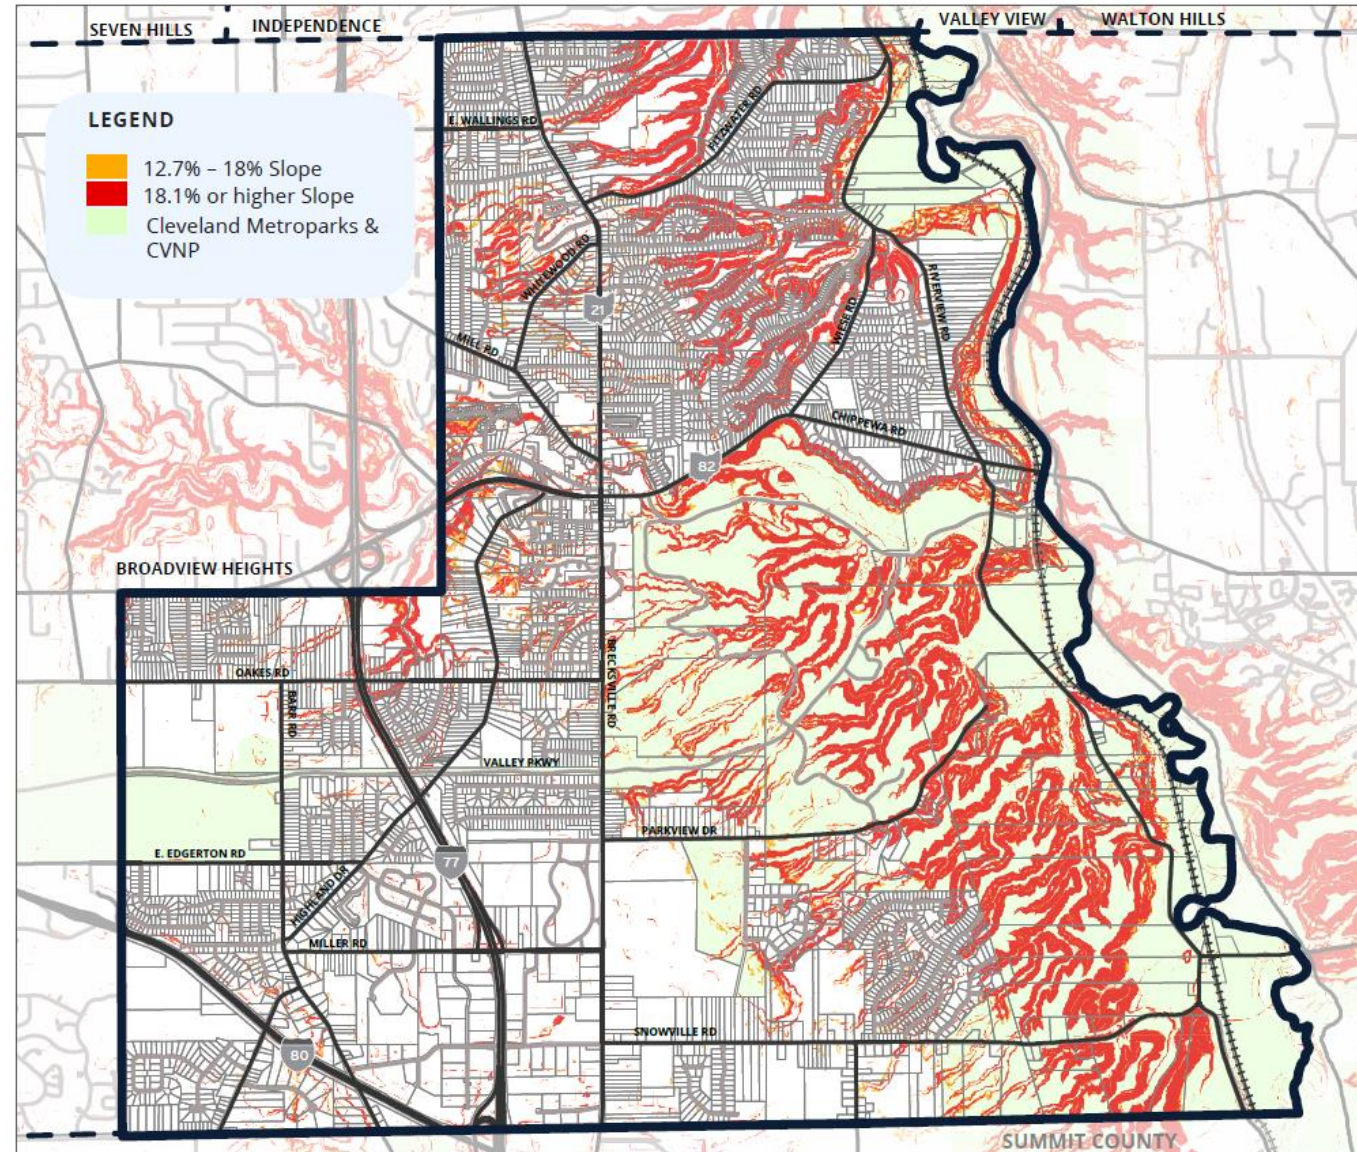 SEVEN HILLS
INDEPENDENCE
VALLEY VIEW
WALTON HILLS
LEGEND
12.7% – 18% Slope
18.1% or higher Slope
Cleveland Metroparks &
CVNP
E. WALLINGS RD
FITZWATER RD
WHITEWOOD RD
21
RIVERVIEW RD
WIESE RD
MILL RD
CHIPPEWA RD
82
BROADVIEW HEIGHTS
OAKES RD
BARR RD
BRECKSVILLE RD
VALLEY PKWY
PARKVIEW DR
E. EDGERTON RD
77
HIGHLAND DR
MILLER RD
SNOWVILLE RD
80
SUMMIT COUNTY